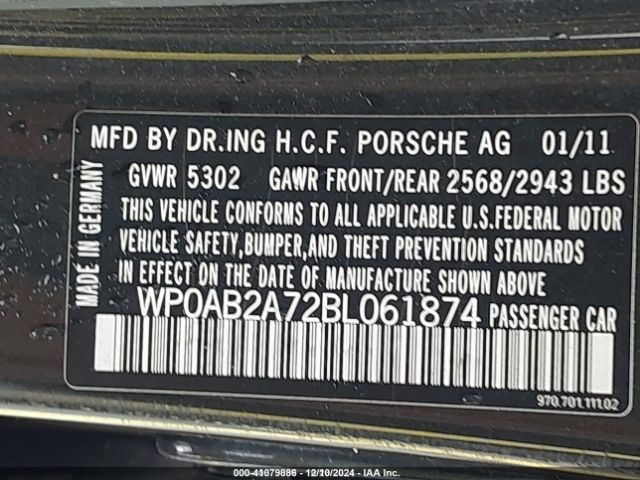 MFD BY DR.ING H.C.F. PORSCHE AG 01/11
GVWR 5302 GAWR FRONT/REAR 2568/2943 LBS
THIS VEHICLE CONFORMS TO ALL APPLICABLE U.S.FEDERAL MOTOR
VEHICLE SAFETY,BUMPER,AND THEFT PREVENTION STANDARDS
IN EFFECT ON THE DATE OF MANUFACTURE SHOWN ABOVE
WP0AB2A72BL061874 PASSENGER CAR
MADE IN GERMANY
970.701.111.02
000-41079886 - 12/10/2024 - IAA Inc.